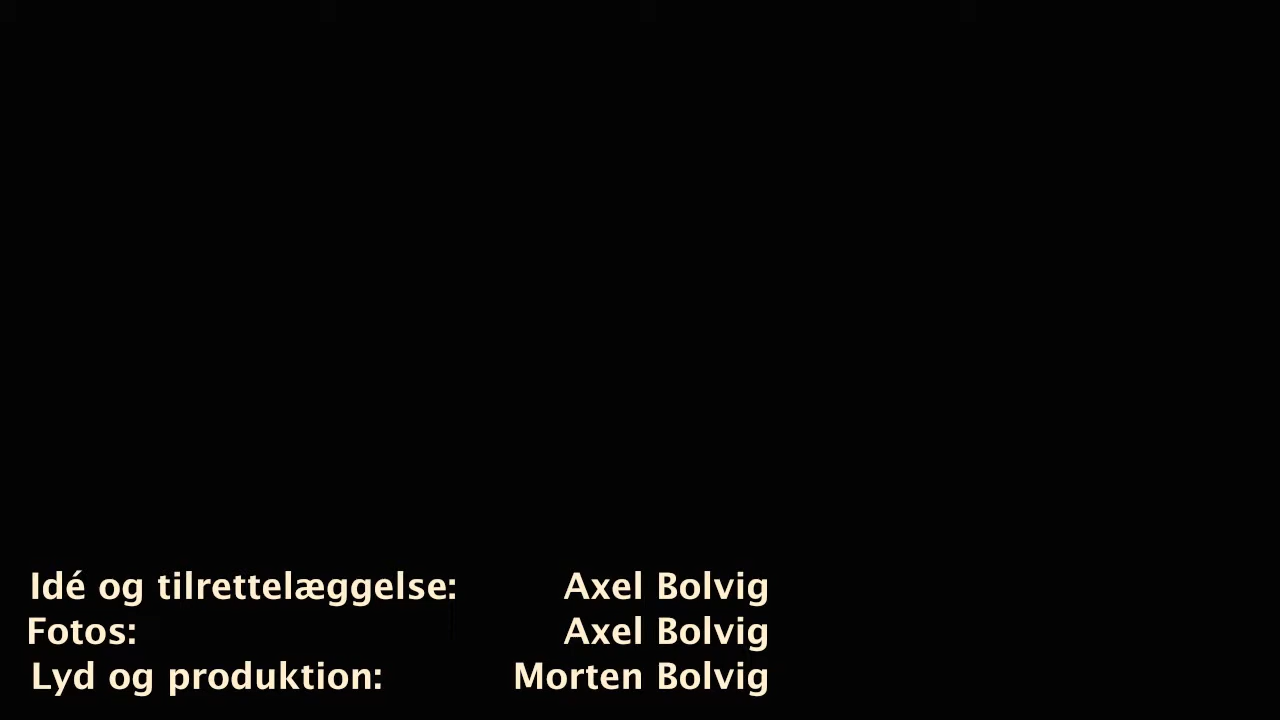 Idé og tilrettelæggelse: Axel Bolvig
Fotos: Axel Bolvig
Lyd og produktion: Morten Bolvig